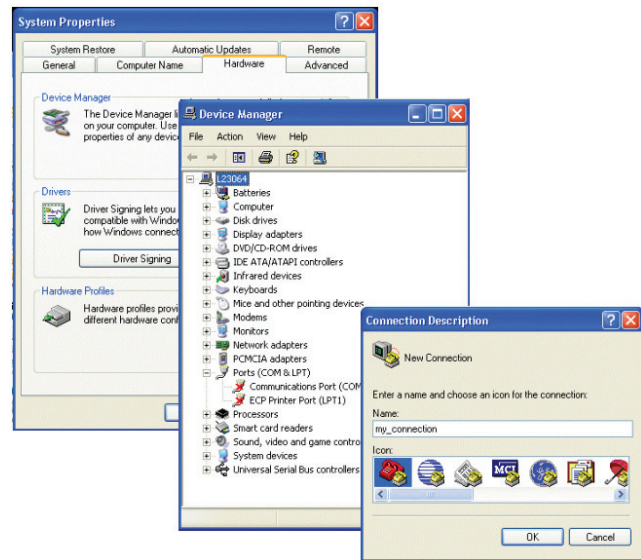 System Properties
System Restore Automatic Updates Remote
General Computer Name Hardware Advanced
Device Manager
The Device Manager
on your computer. Use
properties of any device
Drivers
Driver Signing lets you
compatible with
how Windows
Driver Signing
Hardware Profiles
Hardware profiles
different hardware
Device Manager
File Action View Help
L23064
Batteries
Computer
Disk drives
Display adapters
DVD/CD-ROM drives
IDE ATA/ATAPI controllers
Infrared devices
Keyboards
Mice and other pointing devices
Modems
Monitors
Network adapters
PCMCIA adapters
Ports (COM & LPT)
Communications Port (COM
ECP Printer Port (LPT1)
Processors
Smart card readers
Sound, video and game contro
System devices
Universal Serial Bus controllers
Connection Description
New Connection
Enter a name and choose an icon for the connection:
Name:
my_connection
Icon:
MCI
OK Cancel